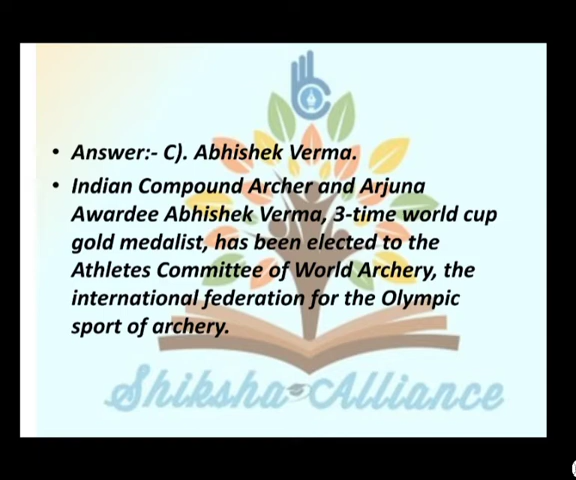 • Answer:- C). Abhishek Verma.
• Indian Compound Archer and Arjuna
Awardee Abhishek Verma, 3-time world cup
gold medalist, has been elected to the
Athletes Committee of World Archery, the
international federation for the Olympic
sport of archery.
Shiksha Alliance